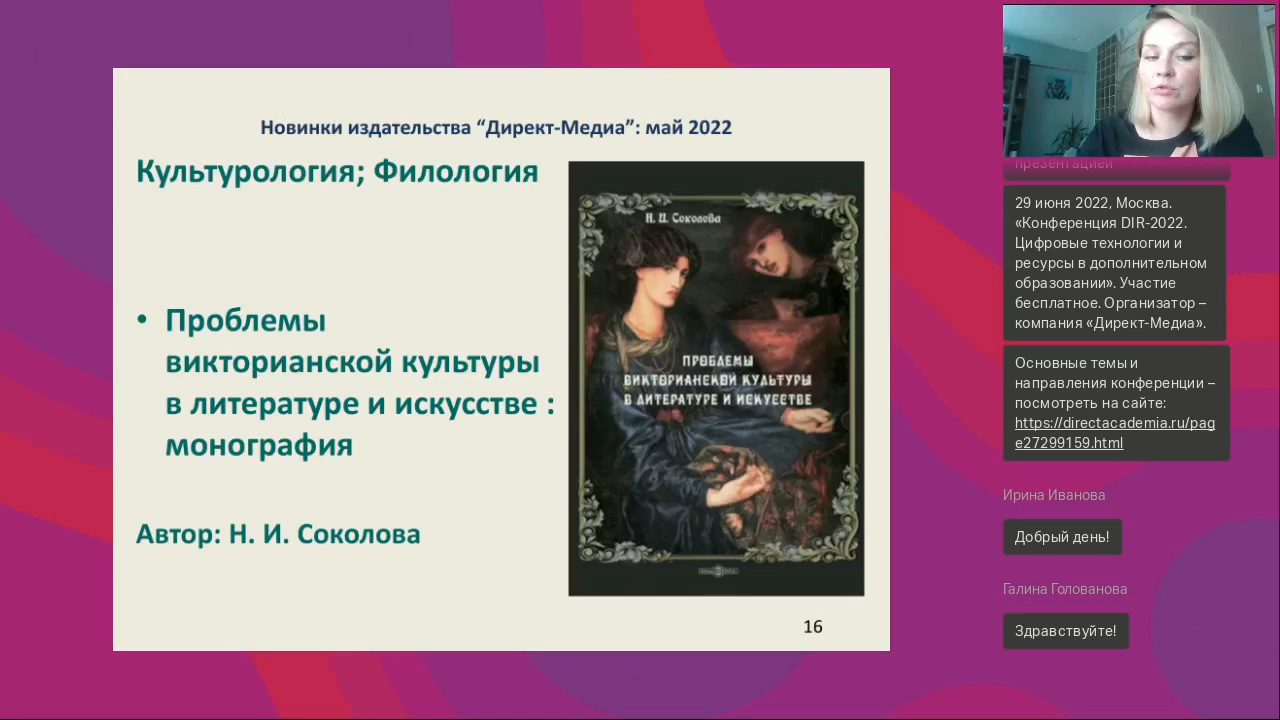 Новинки издательства “Директ-Медиа”: май 2022
Культурология; Филология
• Проблемы
викторианской культуры
в литературе и искусстве :
монография
Автор: Н. И. Соколова
Н. И. Соколова
ПРОБЛЕМЫ
ВИКТОРИАНСКОЙ КУЛЬТУРЫ
В ЛИТЕРАТУРЕ И ИСКУССТВЕ
16
презентацией
29 июня 2022, Москва.
«Конференция DIR-2022.
Цифровые технологии и
ресурсы в дополнительном
образовании». Участие
бесплатное. Организатор –
компания «Директ-Медиа».
Основные темы и
направления конференции –
посмотреть на сайте:
https://directacademia.ru/pag
e27299159.html
Ирина Иванова
Добрый день!
Галина Голованова
Здравствуйте!